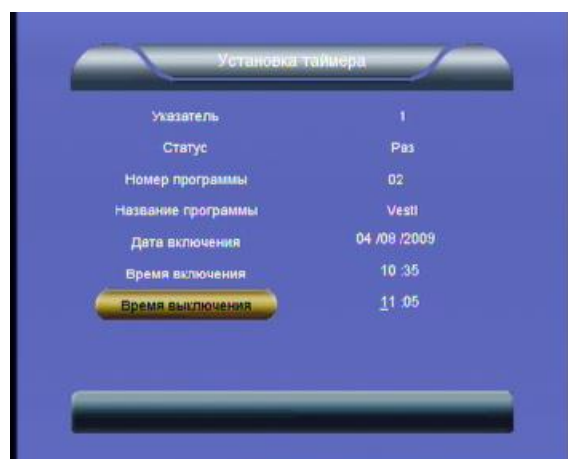 Установка таймера
Указатель 1
Статус Раз
Номер программы 02
Название программы Vesti
Дата включения 04 /08 /2009
Время включения 10 :35
Время выключения 11 :05